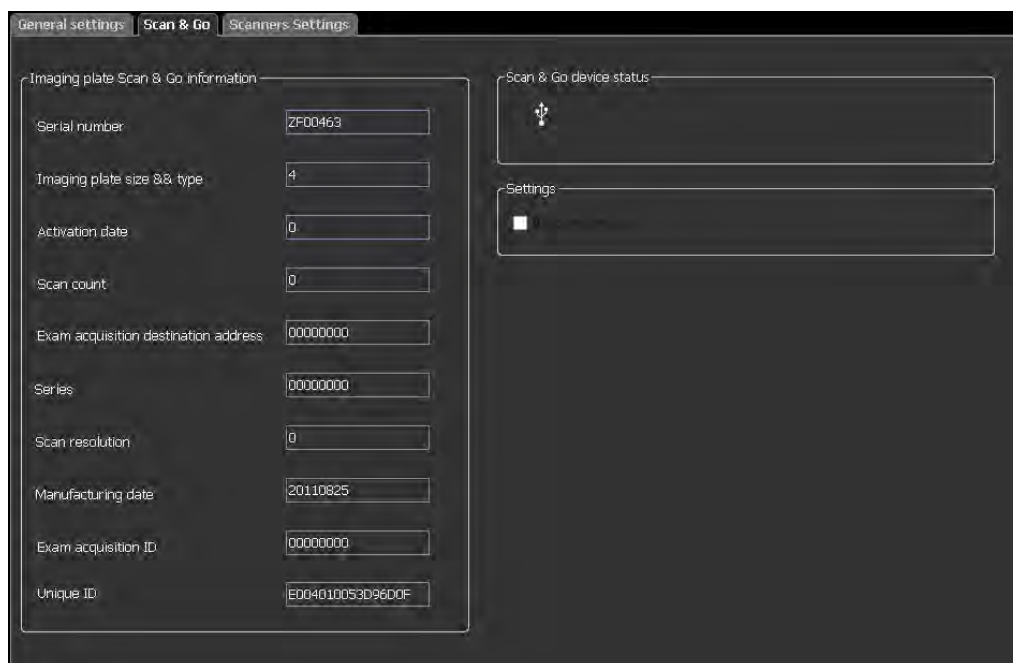 General settings
Scan & Go
Scanners Settings
Imaging plate Scan & Go information
Serial number
ZF00463
Imaging plate size && type
4
Activation date
0
Scan count
0
Exam acquisition destination address
00000000
Series
00000000
Scan resolution
0
Manufacturing date
20110825
Exam acquisition ID
00000000
Unique ID
E004010053D96D0F
Scan & Go device status
Settings